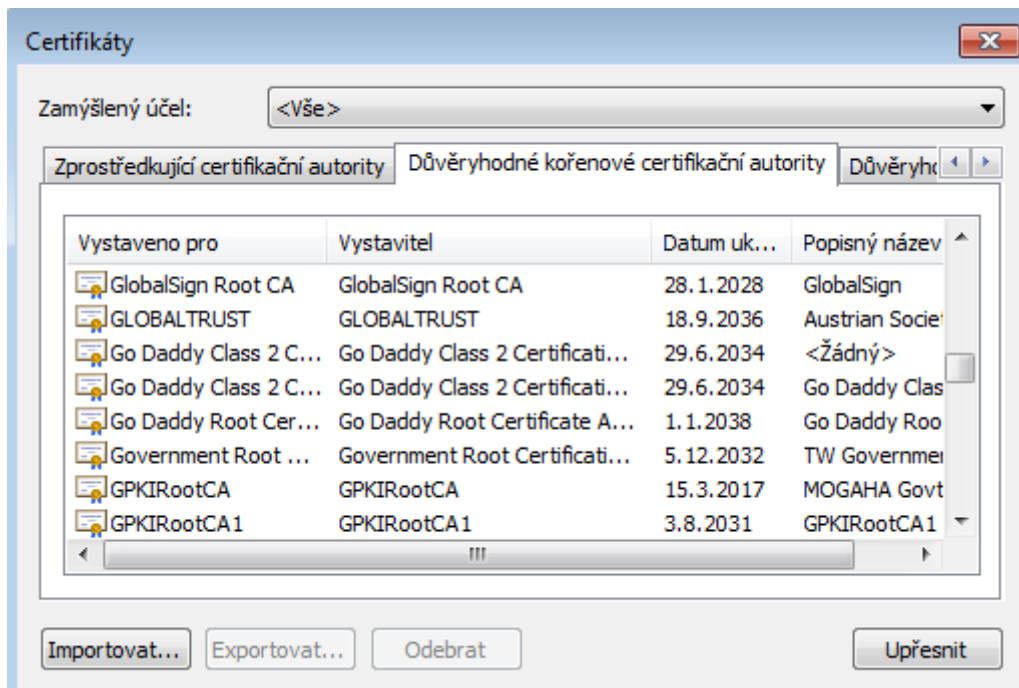 Certifikáty
Zamýšlený účel: <Vše>
Zprostředkující certifikační autority Důvěryhodné kořenové certifikační autority Důvěryho
Vystaveno pro Vystavitel Datum uk... Popisný název
GlobalSign Root CA GlobalSign Root CA 28.1.2028 GlobalSign
GLOBALTRUST GLOBALTRUST 18.9.2036 Austrian Societ
Go Daddy Class 2 C... Go Daddy Class 2 Certificati... 29.6.2034 <Žádný>
Go Daddy Class 2 C... Go Daddy Class 2 Certificati... 29.6.2034 Go Daddy Clas
Go Daddy Root Cer... Go Daddy Root Certificate A... 1.1.2038 Go Daddy Roo
Government Root ... Government Root Certificati... 5.12.2032 TW Governmen
GPKIRootCA GPKIRootCA 15.3.2017 MOGAHA Govt
GPKIRootCA1 GPKIRootCA1 3.8.2031 GPKIRootCA1
Importovat... Exportovat... Odebrat Upřesnit